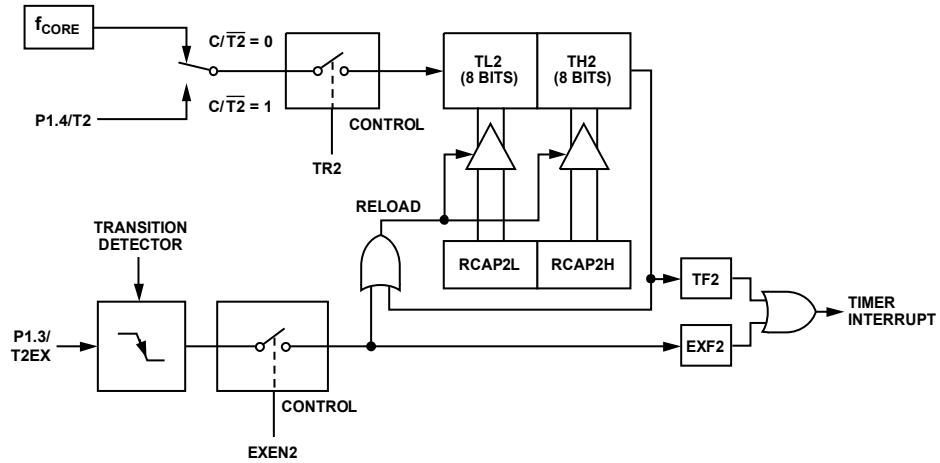 fCORE
C/T2̅ = 0
C/T2̅ = 1
P1.4/T2
CONTROL
TR2
TL2
(8 BITS)
TH2
(8 BITS)
RELOAD
TRANSITION
DETECTOR
RCAP2L
RCAP2H
TF2
TIMER
INTERRUPT
P1.3/
T2EX
EXF2
CONTROL
EXEN2